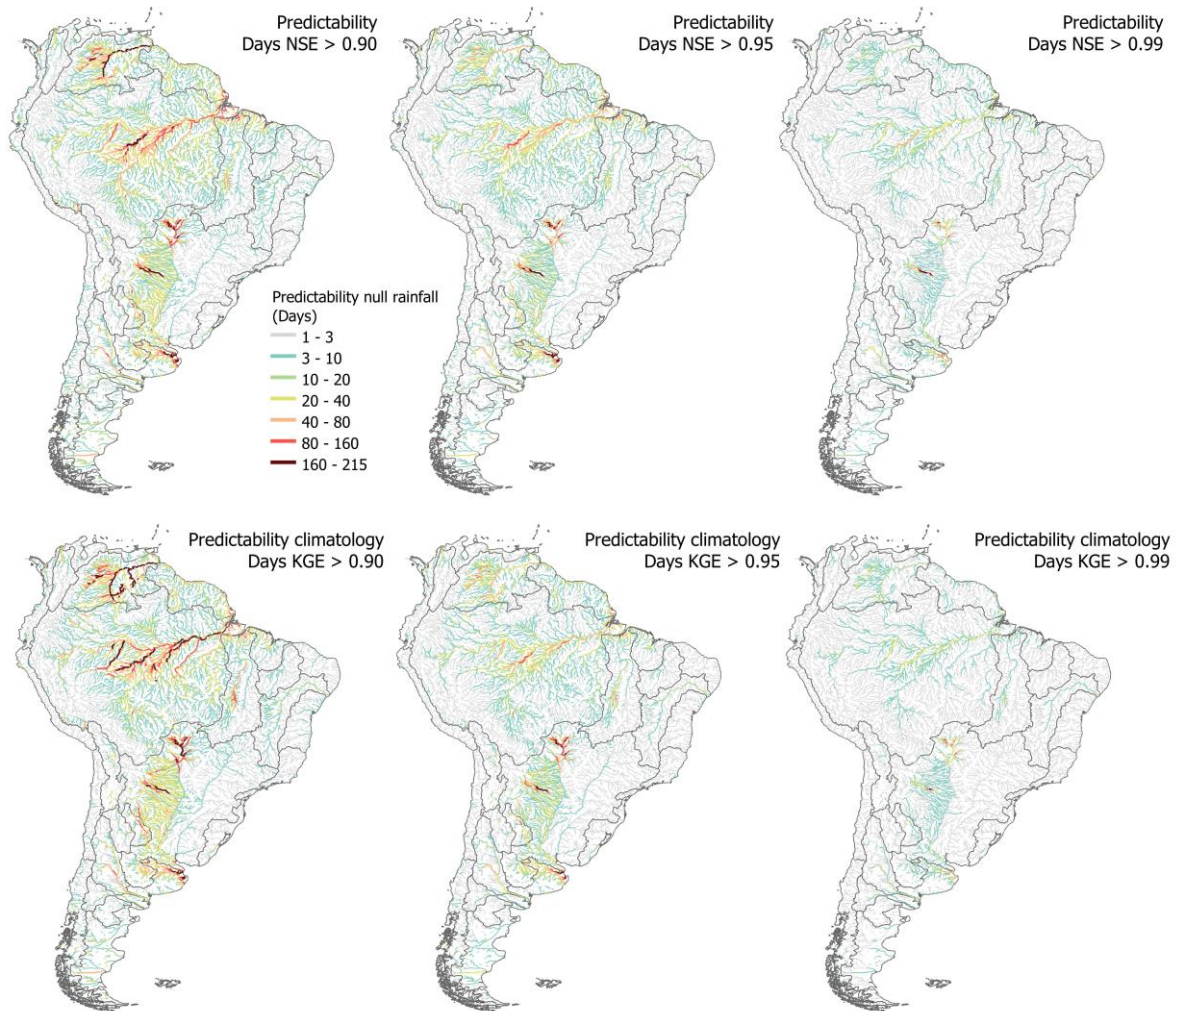 Predictability
Days NSE > 0.90
Predictability
Days NSE > 0.95
Predictability
Days NSE > 0.99
Predictability null rainfall
(Days)
1 - 3
3 - 10
10 - 20
20 - 40
40 - 80
80 - 160
160 - 215
Predictability climatology
Days KGE > 0.90
Predictability climatology
Days KGE > 0.95
Predictability climatology
Days KGE > 0.99